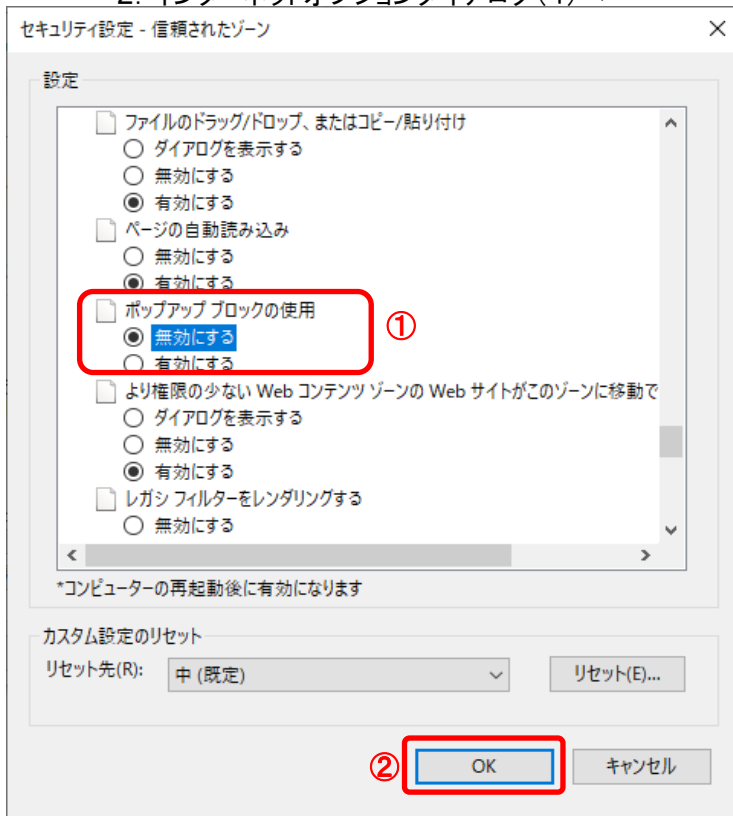 セキュリティ設定 - 信頼されたゾーン
設定
ファイルのドラッグ/ドロップ、またはコピー/貼り付け
ダイアログを表示する
無効にする
有効にする
ページの自動読み込み
無効にする
有効にする
ポップアップ ブロックの使用
①
無効にする
有効にする
より権限の少ない Web コンテンツ ゾーンの Web サイトがこのゾーンに移動で
ダイアログを表示する
無効にする
有効にする
レガシ フィルターをレンダリングする
無効にする
*コンピューターの再起動後に有効になります
カスタム設定のリセット
リセット先(R): 中 (既定) リセット(E)...
② OK キャンセル